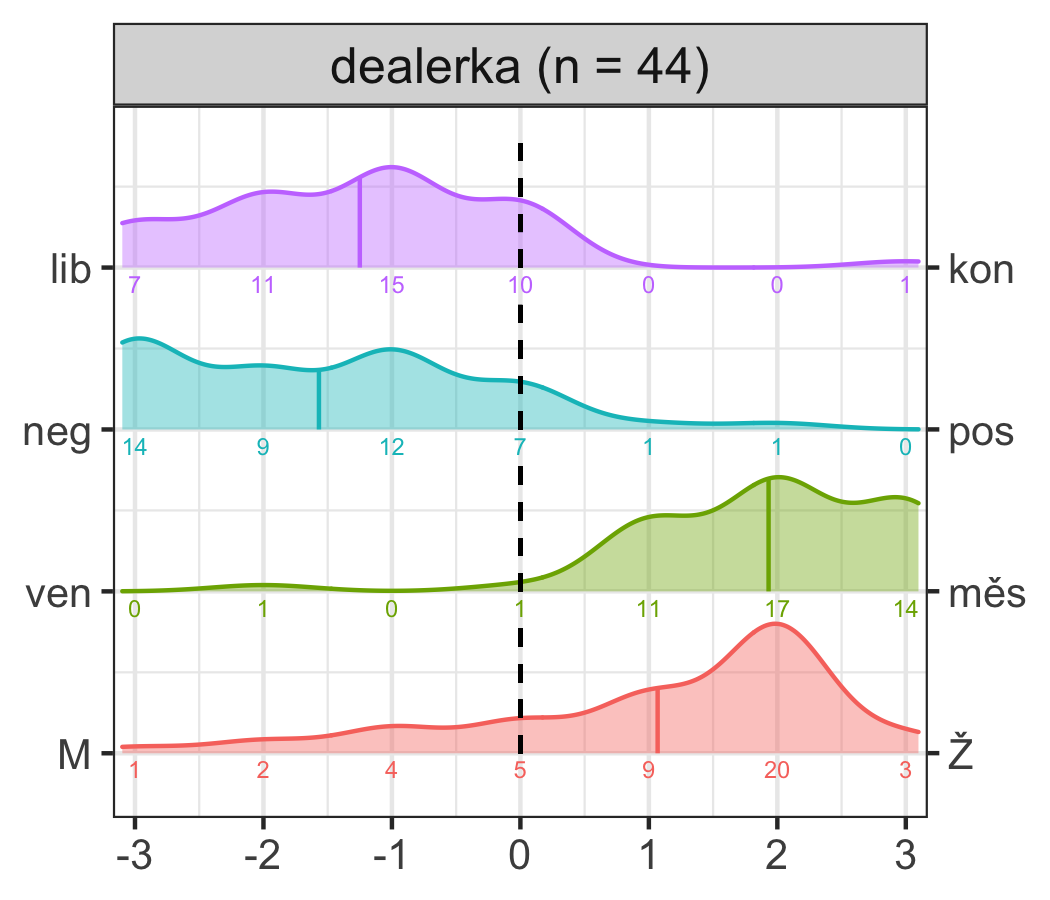 dealerka (n = 44)
lib kon
7 11 15 10 0 0 1
neg pos
14 9 12 7 1 1 0
ven měs
0 1 0 1 11 17 14
M Ž
1 2 4 5 9 20 3
-3 -2 -1 0 1 2 3